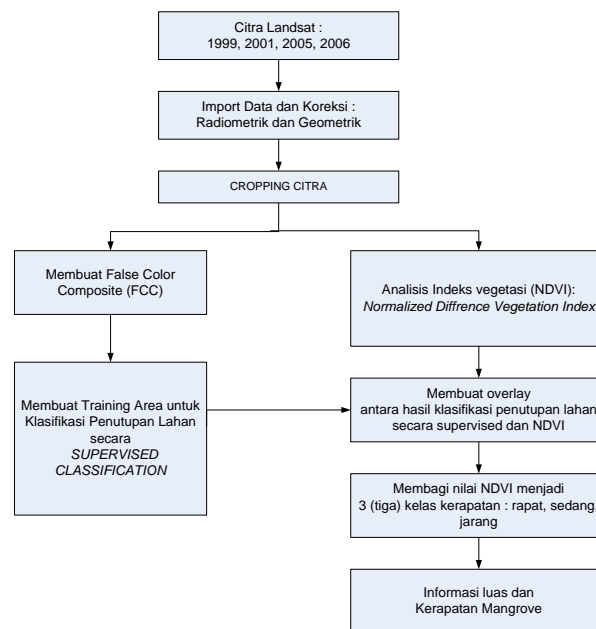 Citra Landsat :
1999, 2001, 2005, 2006
Import Data dan Koreksi :
Radiometrik dan Geometrik
CROPPING CITRA
Membuat False Color
Composite (FCC)
Analisis Indeks vegetasi (NDVI):
Normalized Diffrence Vegetation Index
Membuat Training Area untuk
Klasifikasi Penutupan Lahan
secara
SUPERVISED
CLASSIFICATION
Membuat overlay
antara hasil klasifikasi penutupan lahan
secara supervised dan NDVI
Membagi nilai NDVI menjadi
3 (tiga) kelas kerapatan : rapat, sedang,
jarang
Informasi luas dan
Kerapatan Mangrove